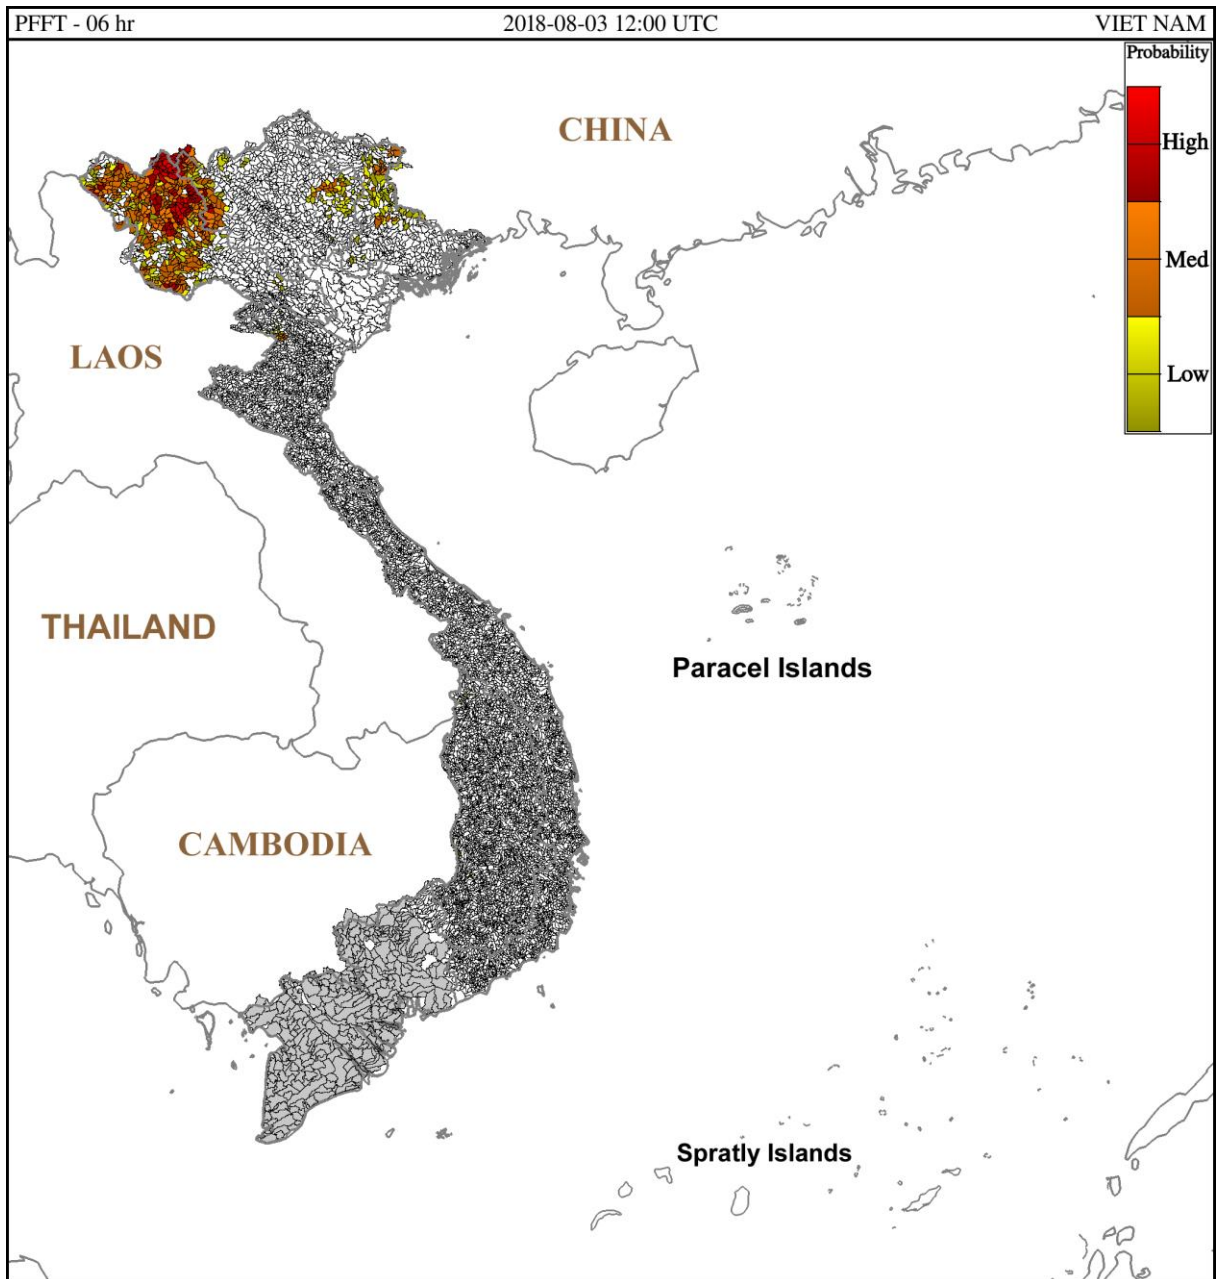 PFFT - 06 hr
2018-08-03 12:00 UTC
VIET NAM
Probability
High
Med
Low
CHINA
LAOS
THAILAND
Paracel Islands
CAMBODIA
Spratly Islands